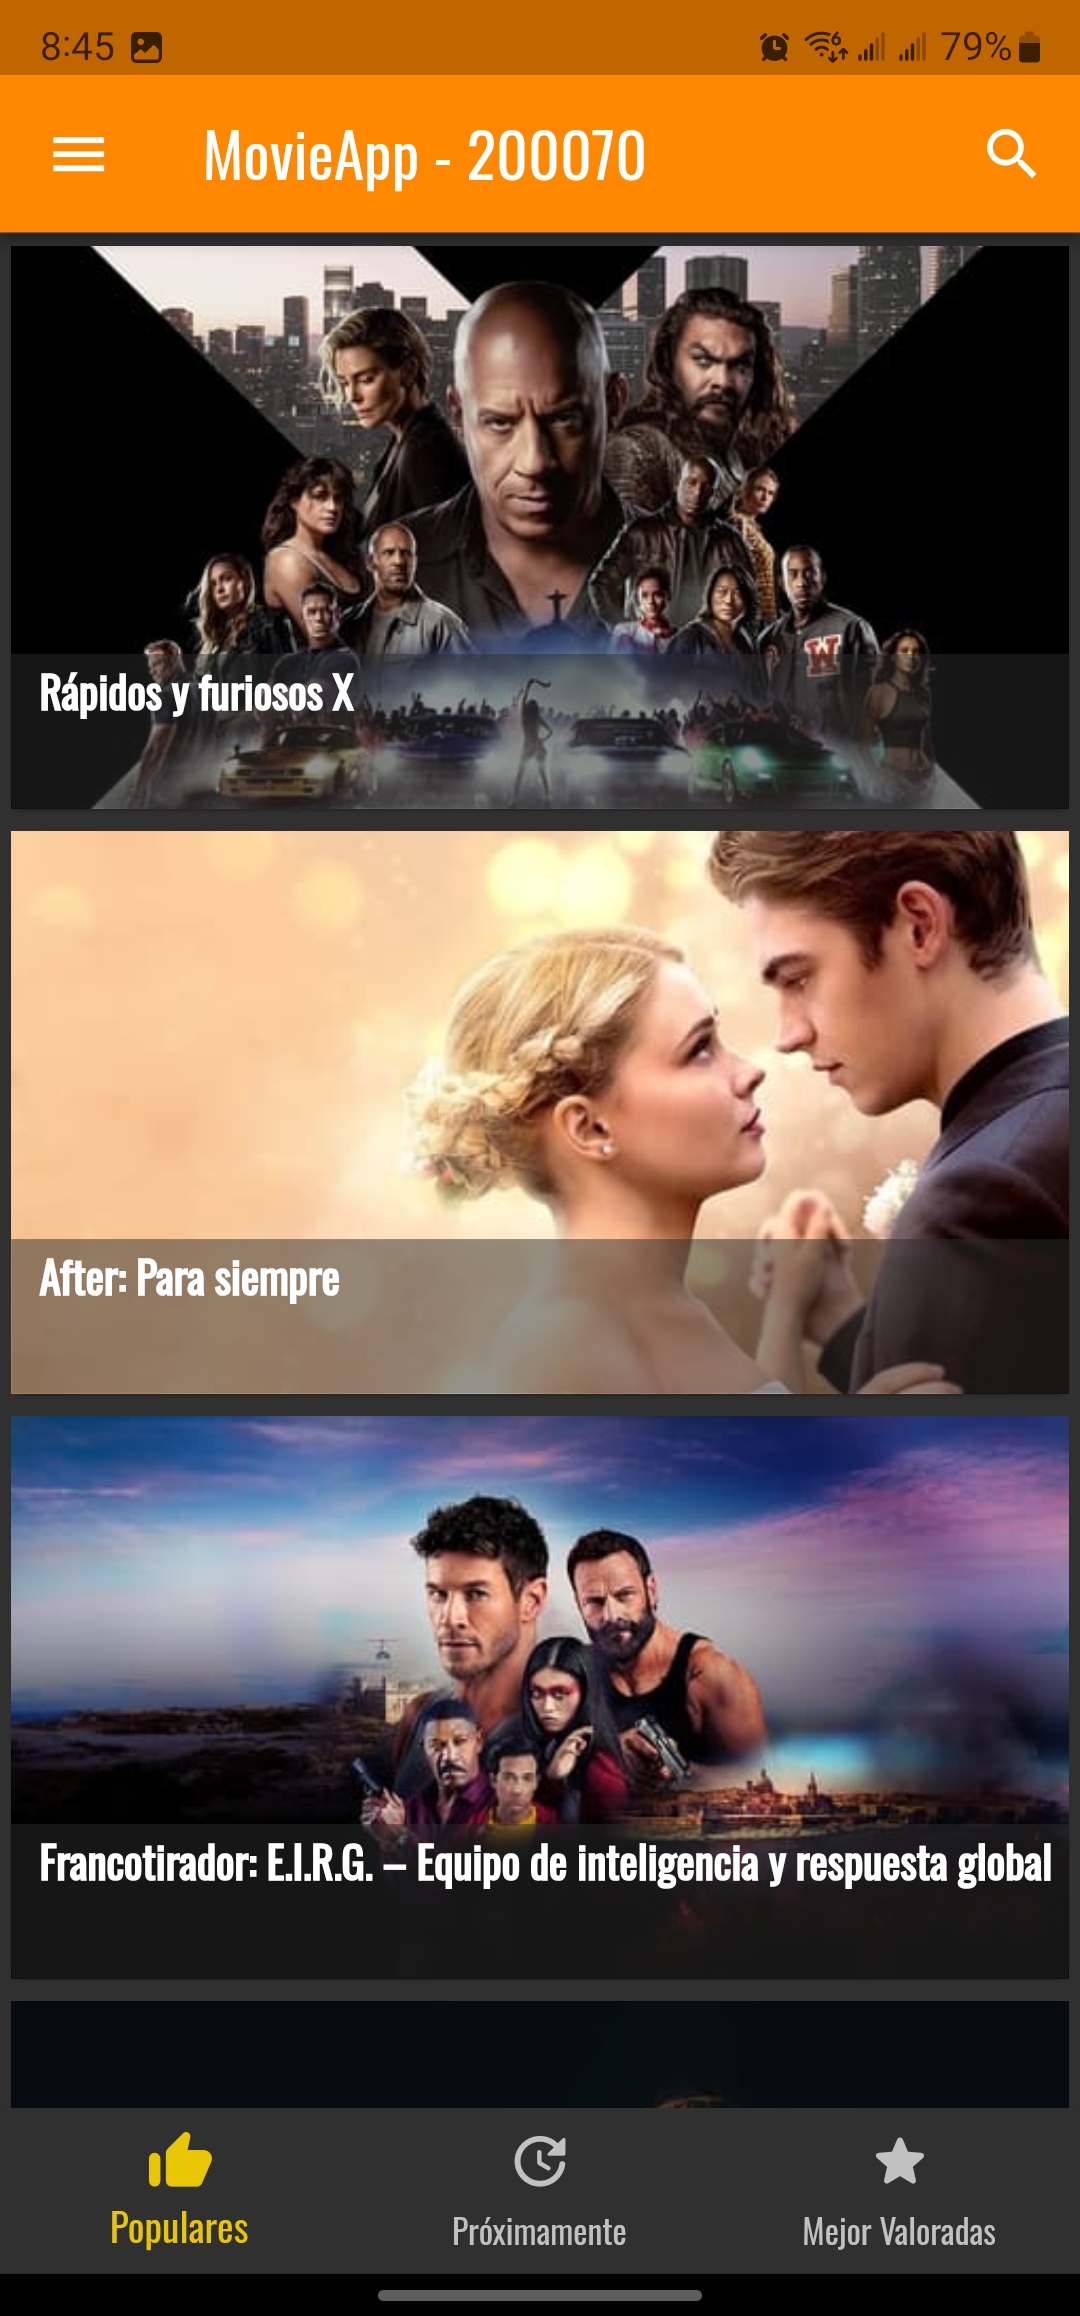 8:45
6
79%
MovieApp - 200070
W
Rápidos y furiosos X
After: Para siempre
Francotirador: E.I.R.G. – Equipo de inteligencia y respuesta global
Populares
Próximamente
Mejor Valoradas